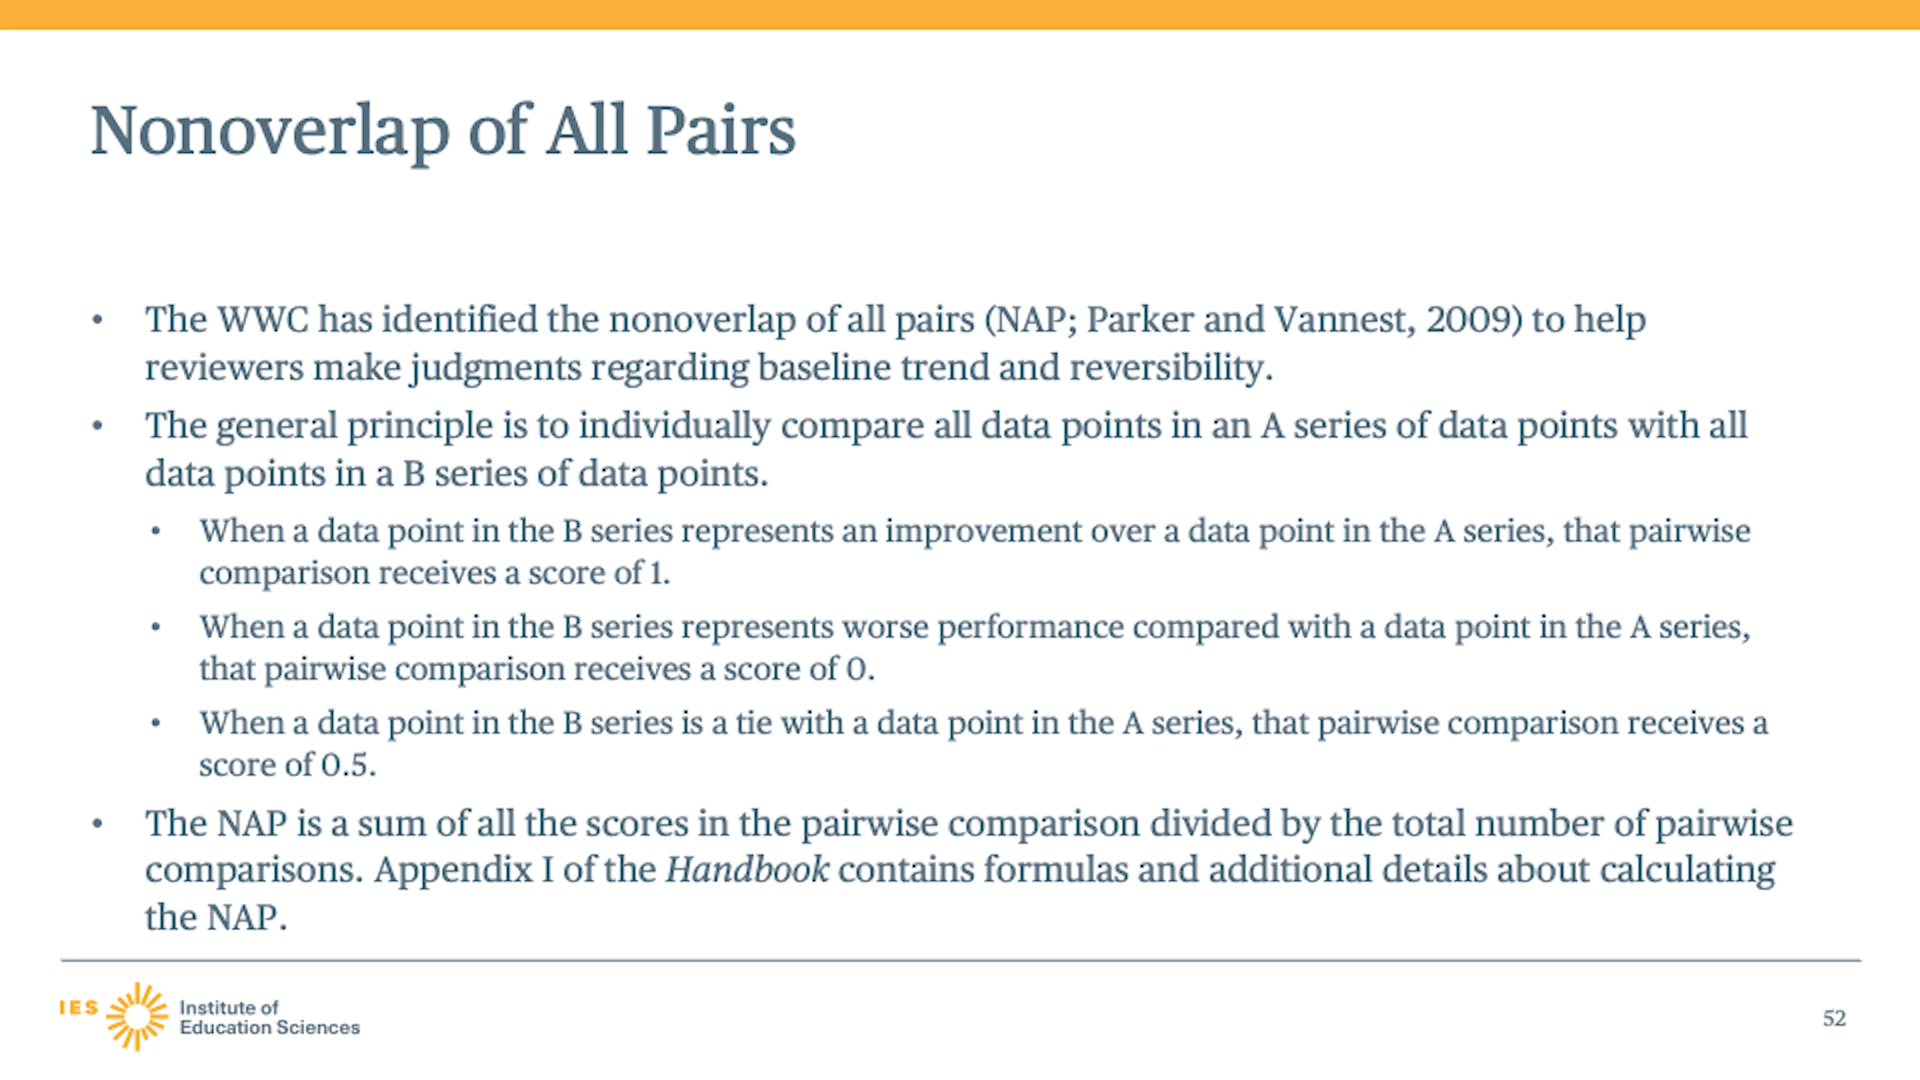 Nonoverlap of All Pairs
• The WWC has identified the nonoverlap of all pairs (NAP; Parker and Vannest, 2009) to help
reviewers make judgments regarding baseline trend and reversibility.
• The general principle is to individually compare all data points in an A series of data points with all
data points in a B series of data points.
• When a data point in the B series represents an improvement over a data point in the A series, that pairwise
comparison receives a score of 1.
• When a data point in the B series represents worse performance compared with a data point in the A series,
that pairwise comparison receives a score of 0.
• When a data point in the B series is a tie with a data point in the A series, that pairwise comparison receives a
score of 0.5.
• The NAP is a sum of all the scores in the pairwise comparison divided by the total number of pairwise
comparisons. Appendix I of the Handbook contains formulas and additional details about calculating
the NAP.
IES
Institute of
Education Sciences
52